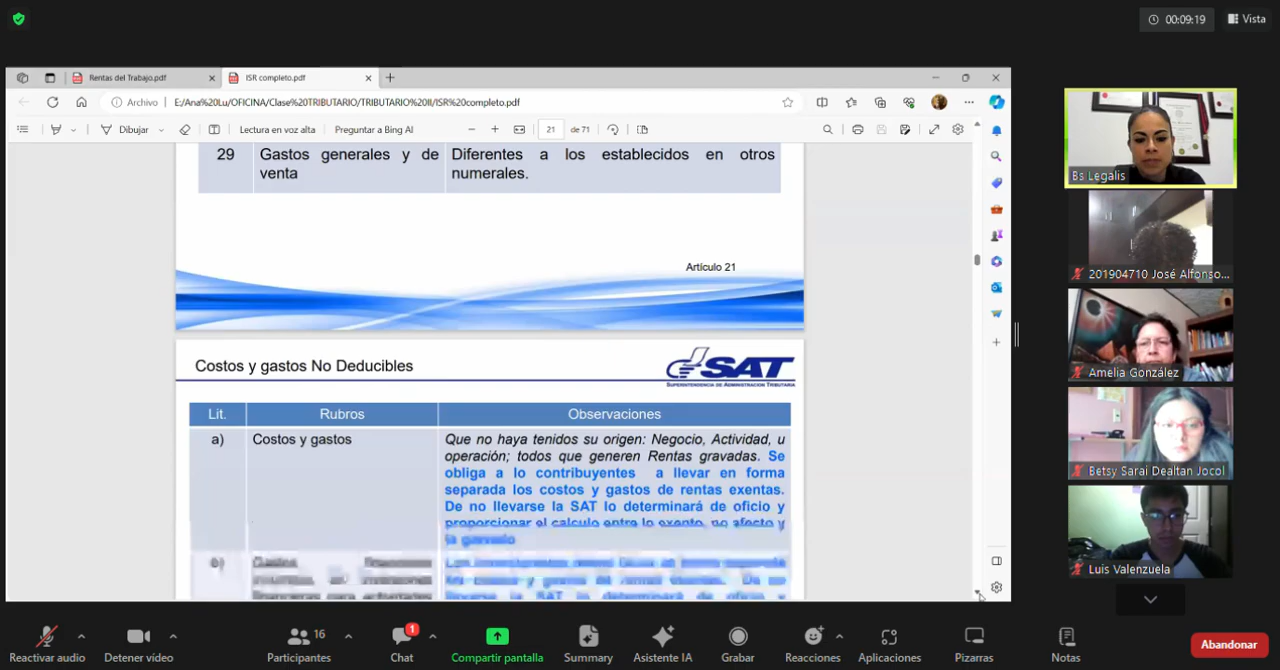 00:09:19
Vista
Rentas del Trabajo.pdf
ISR completo.pdf
Archivo
E:/Ana%20Lu/OFICINA/Clase%20TRIBUTARIO/TRIBUTARIO%20II/ISR%20completo.pdf
Dibujar
Lectura en voz alta
Preguntar a Bing AI
21
de 71
29
Gastos generales y de
venta
Diferentes a los establecidos en otros
numerales.
Artículo 21
Costos y gastos No Deducibles
SAT
SUPERINTENDENCIA DE ADMINISTRACION TRIBUTARIA
Lit.
Rubros
Observaciones
a)
Costos y gastos
Que no haya tenidos su origen: Negocio, Actividad, u
operación; todos que generen Rentas gravadas. Se
obliga a lo contribuyentes a llevar en forma
separada los costos y gastos de rentas exentas.
De no llevarse la SAT lo determinará de oficio y
proporcionar el calculo entre lo exento, no afecto y
la gravado
Bs Legalis
201904710 José Alfonso...
Amelia González
Betsy Sarai Dealtan Jocol
Luis Valenzuela
Reactivar audio
Detener vídeo
16
Participantes
1
Chat
Compartir pantalla
Summary
Asistente IA
Grabar
Reacciones
Aplicaciones
Pizarras
Notas
Abandonar